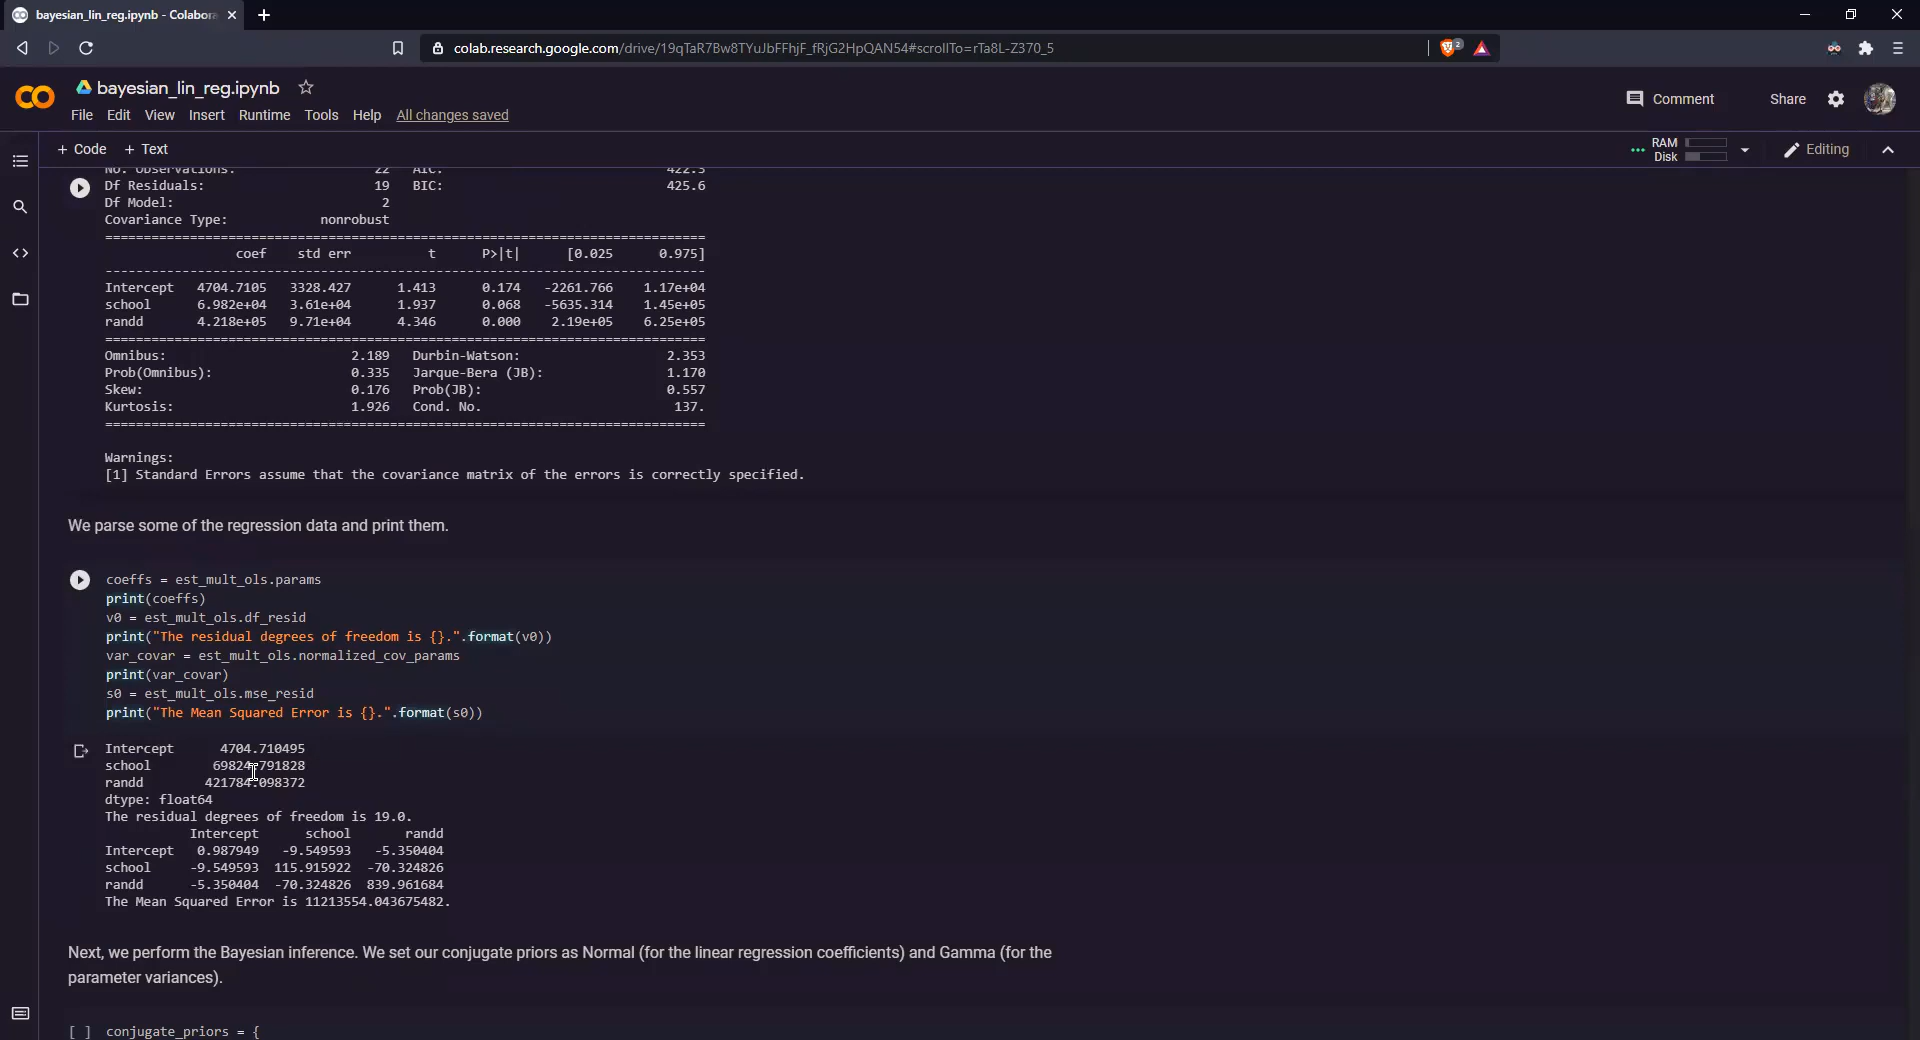 bayesian_lin_reg.ipynb - Colabora
colab.research.google.com/drive/19qTaR7Bw8TYuJbFFhjF_fRjG2HpQAN54#scrollTo=rTa8L-Z370_5
2
bayesian_lin_reg.ipynb
Comment
Share
File Edit View Insert Runtime Tools Help All changes saved
+ Code + Text
RAM
Disk
Editing
No. Observations: 22 AIC: 422.3
Df Residuals: 19 BIC: 425.6
Df Model: 2
Covariance Type: nonrobust
==============================================================================
coef std err t P>|t| [0.025 0.975]
------------------------------------------------------------------------------
Intercept 4704.7105 3328.427 1.413 0.174 -2261.766 1.17e+04
school 6.982e+04 3.61e+04 1.937 0.068 -5635.314 1.45e+05
randd 4.218e+05 9.71e+04 4.346 0.000 2.19e+05 6.25e+05
==============================================================================
Omnibus: 2.189 Durbin-Watson: 2.353
Prob(Omnibus): 0.335 Jarque-Bera (JB): 1.170
Skew: 0.176 Prob(JB): 0.557
Kurtosis: 1.926 Cond. No. 137.
==============================================================================
Warnings:
[1] Standard Errors assume that the covariance matrix of the errors is correctly specified.
We parse some of the regression data and print them.
coeffs = est_mult_ols.params
print(coeffs)
v0 = est_mult_ols.df_resid
print("The residual degrees of freedom is {}.".format(v0))
var_covar = est_mult_ols.normalized_cov_params
print(var_covar)
s0 = est_mult_ols.mse_resid
print("The Mean Squared Error is {}.".format(s0))
Intercept 4704.710495
school 69824.791828
randd 421784.098372
dtype: float64
The residual degrees of freedom is 19.0.
Intercept school randd
Intercept 0.987949 -9.549593 -5.350404
school -9.549593 115.915922 -70.324826
randd -5.350404 -70.324826 839.961684
The Mean Squared Error is 11213554.043675482.
Next, we perform the Bayesian inference. We set our conjugate priors as Normal (for the linear regression coefficients) and Gamma (for the
parameter variances).
[ ] conjugate_priors = {